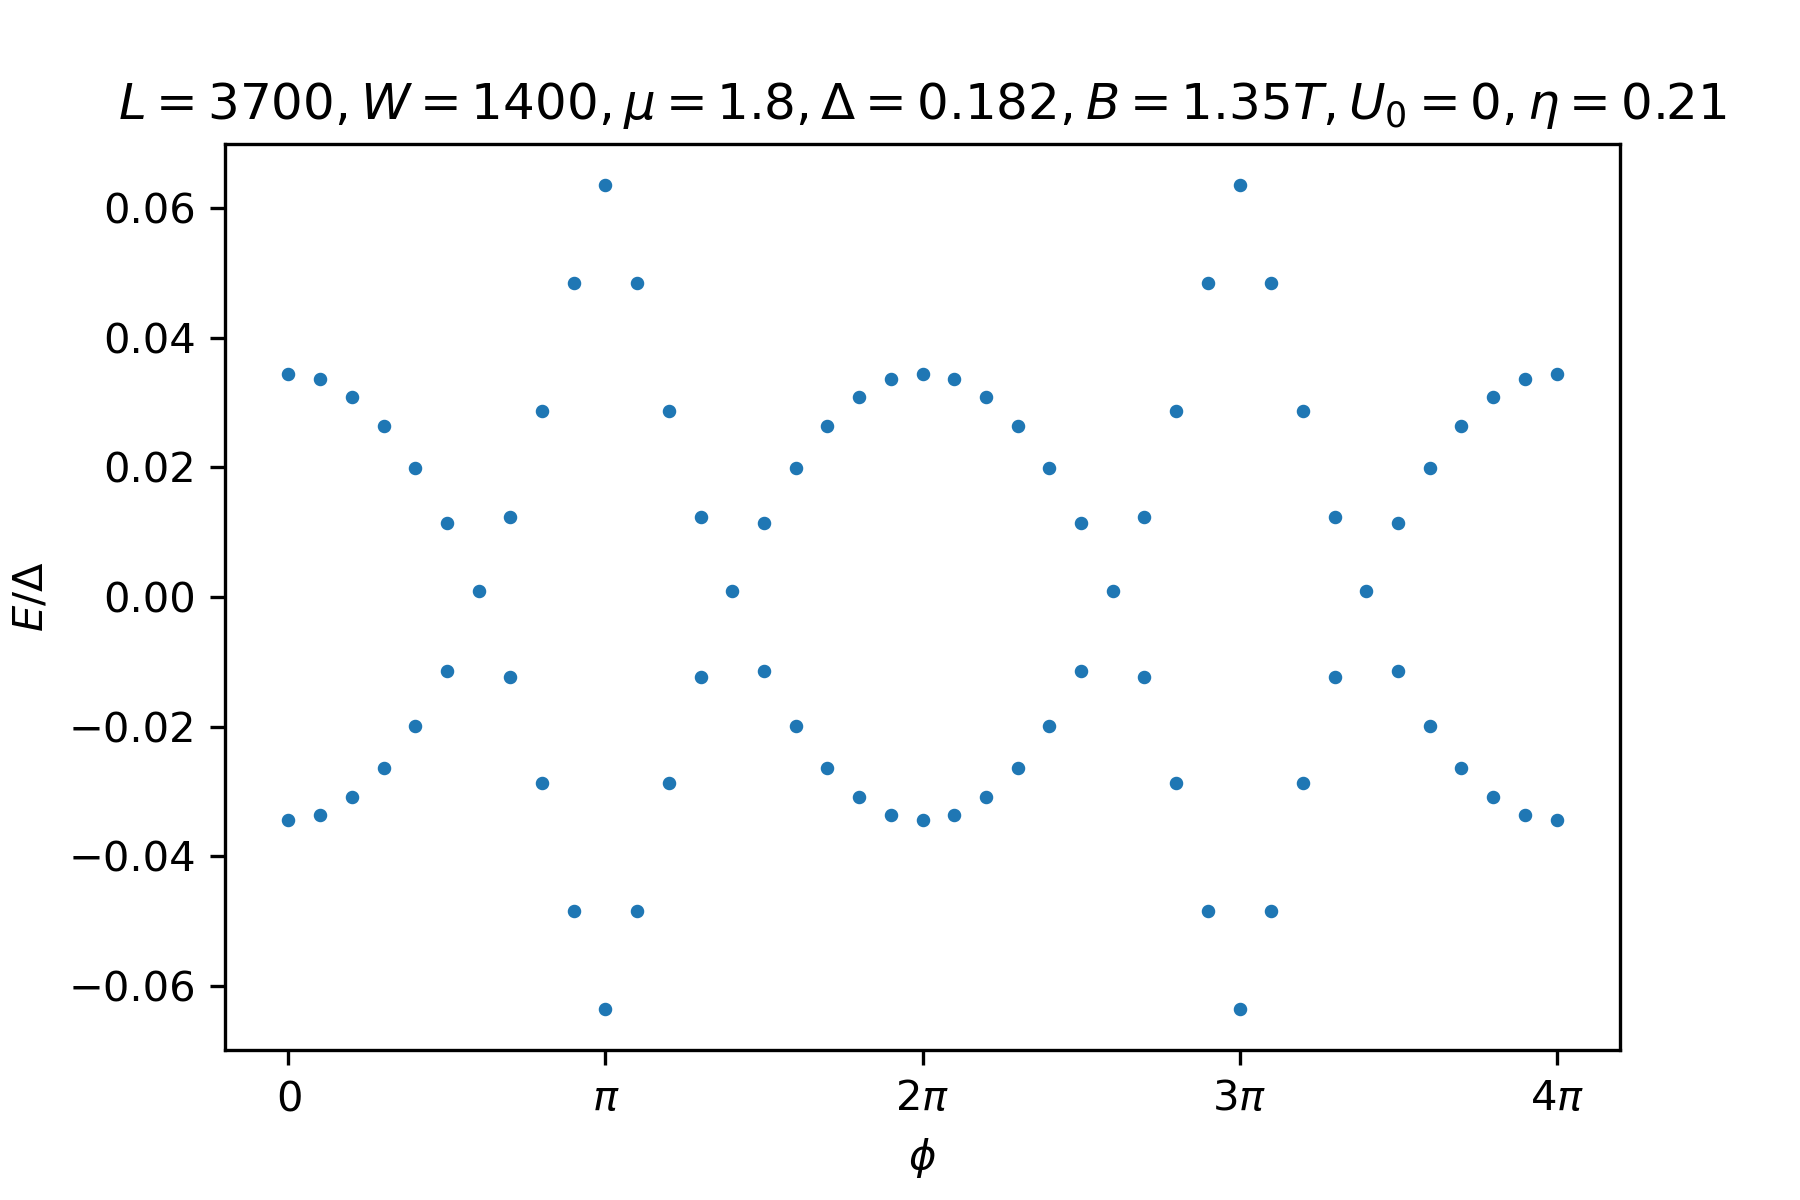 L = 3700, W = 1400, μ = 1.8, Δ = 0.182, B = 1.35T, U₀ = 0, η = 0.21
0.06
0.04
0.02
0.00
−0.02
−0.04
−0.06
E/Δ
0 π 2π 3π 4π
ϕ